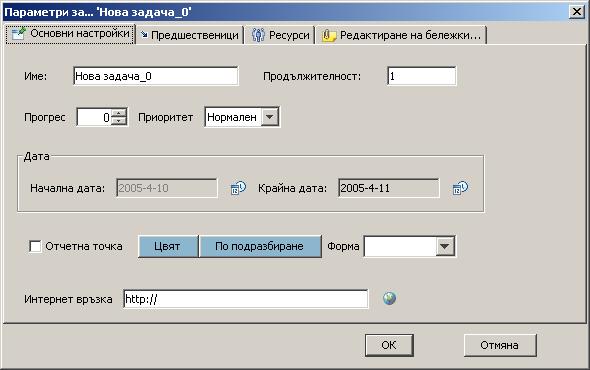 Параметри за... 'Нова задача_0'
Основни настройки Предшественици Ресурси Редактиране на бележки...
Име: Нова задача_0 Продължителност: 1
Прогрес 0 Приоритет Нормален
Дата
Начална дата: 2005-4-10 Крайна дата: 2005-4-11
Отчетна точка Цвят По подразбиране Форма
Интернет връзка http://
OK Отмяна